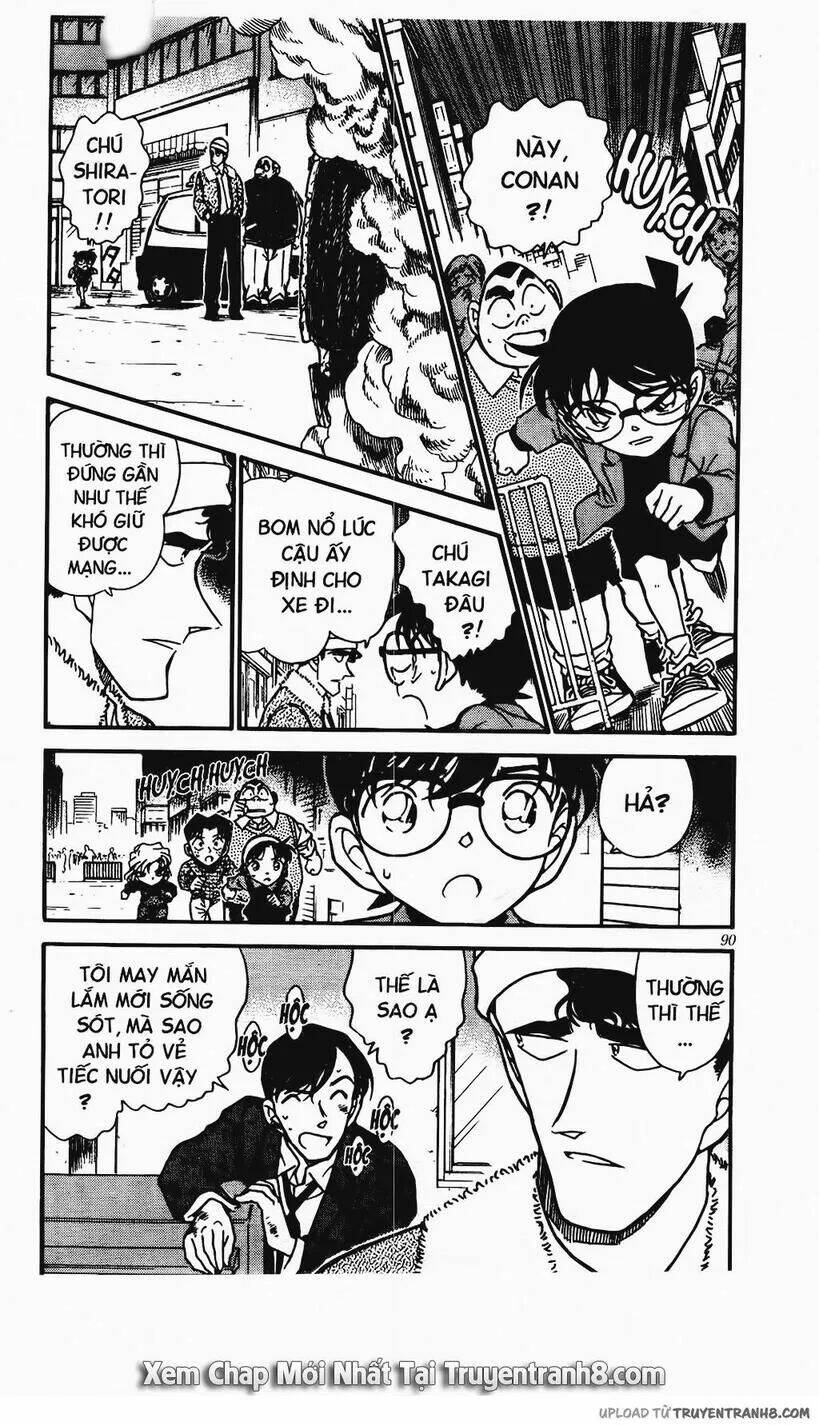 NÀY,
CONAN
?!
HUỴCH
CHÚ
SHIRA-
TORI
!!
CHÚ
TAKAGI
ĐÂU
?!
BOM NỔ LÚC
CẬU ẤY
ĐỊNH CHO
XE ĐI...
THƯỜNG THÌ
ĐỨNG GẦN
NHƯ THẾ
KHÓ GIỮ
ĐƯỢC
MẠNG...
HẢ?
HUỴCH HUỴCH
90
THƯỜNG
THÌ THẾ
...
THẾ LÀ
SAO Ạ
?
TÔI MAY MẮN
LẮM MỚI SỐNG
SÓT, MÀ SAO
ANH TỎ VẺ
TIẾC NUỐI VẬY
?
HỘC
HỘC
HỘC
HỘC
Xem Chap Mới Nhất Tại Truyentranh8.com
UPLOAD TỪ TRUYENTRANH8.COM